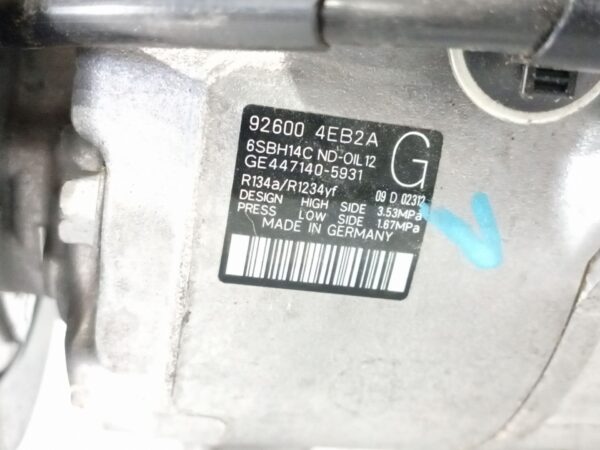 92600 4EB2A
G
6SBH14C ND-OIL12
GE447140-5931
R134a/R1234yf 09 D 02312
DESIGN HIGH SIDE 3.53MPa
PRESS LOW SIDE 1.67MPa
MADE IN GERMANY